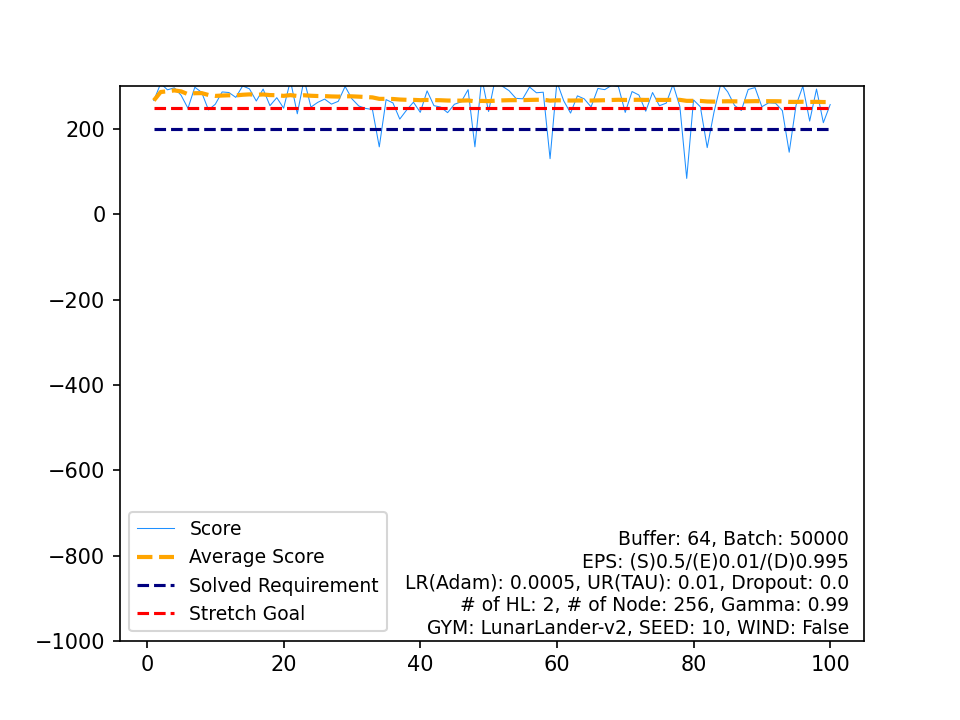 200
0
−200
−400
−600
−800
−1000
0
20
40
60
80
100
Score
Average Score
Solved Requirement
Stretch Goal
Buffer: 64, Batch: 50000
EPS: (S)0.5/(E)0.01/(D)0.995
LR(Adam): 0.0005, UR(TAU): 0.01, Dropout: 0.0
# of HL: 2, # of Node: 256, Gamma: 0.99
GYM: LunarLander-v2, SEED: 10, WIND: False